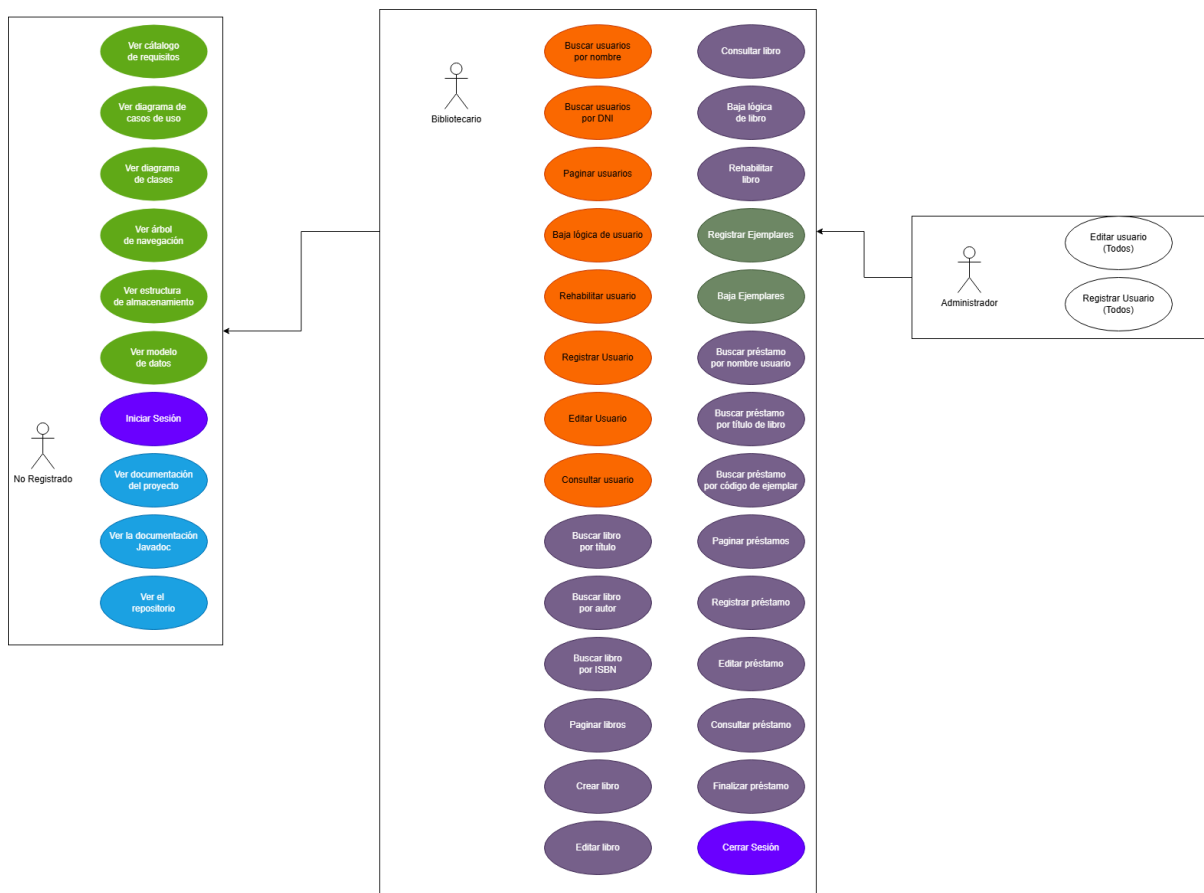 Ver cátalogo
de requisitos
Ver diagrama de
casos de uso
Ver diagrama
de clases
Ver árbol
de navegación
Ver estructura
de almacenamiento
Ver modelo
de datos
Iniciar Sesión
No Registrado
Ver documentación
del proyecto
Ver la documentación
Javadoc
Ver el
repositorio
Bibliotecario
Buscar usuarios
por nombre
Buscar usuarios
por DNI
Paginar usuarios
Baja lógica de usuario
Rehabilitar usuario
Registrar Usuario
Editar Usuario
Consultar usuario
Buscar libro
por título
Buscar libro
por autor
Buscar libro
por ISBN
Paginar libros
Crear libro
Editar libro
Consultar libro
Baja lógica
de libro
Rehabilitar
libro
Registrar Ejemplares
Baja Ejemplares
Buscar préstamo
por nombre usuario
Buscar préstamo
por título de libro
Buscar préstamo
por código de ejemplar
Paginar préstamos
Registrar préstamo
Editar préstamo
Consultar préstamo
Finalizar préstamo
Cerrar Sesión
Administrador
Editar usuario
(Todos)
Registrar Usuario
(Todos)